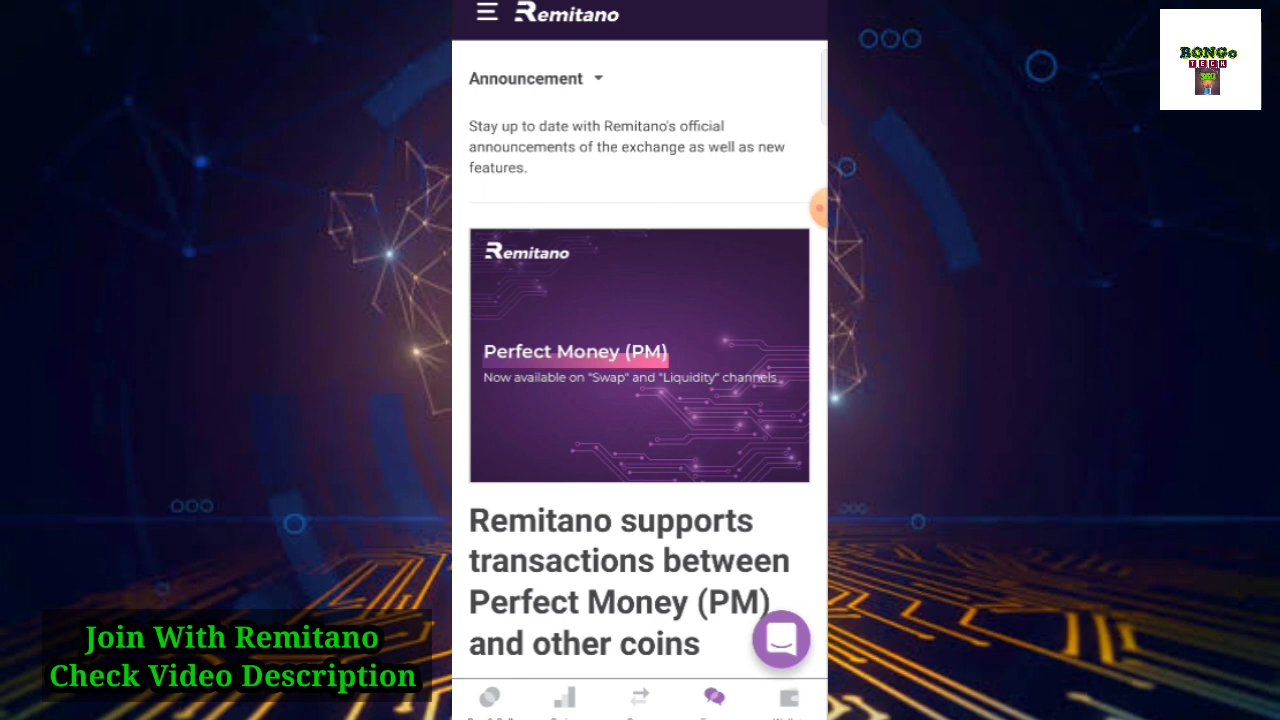 Remitano
BONGo
TECH
Announcement
Stay up to date with Remitano's official
announcements of the exchange as well as new
features.
Remitano
Perfect Money (PM)
Now available on "Swap" and "Liquidity" channels
Remitano supports
transactions between
Perfect Money (PM)
and other coins
Join With Remitano
Check Video Description